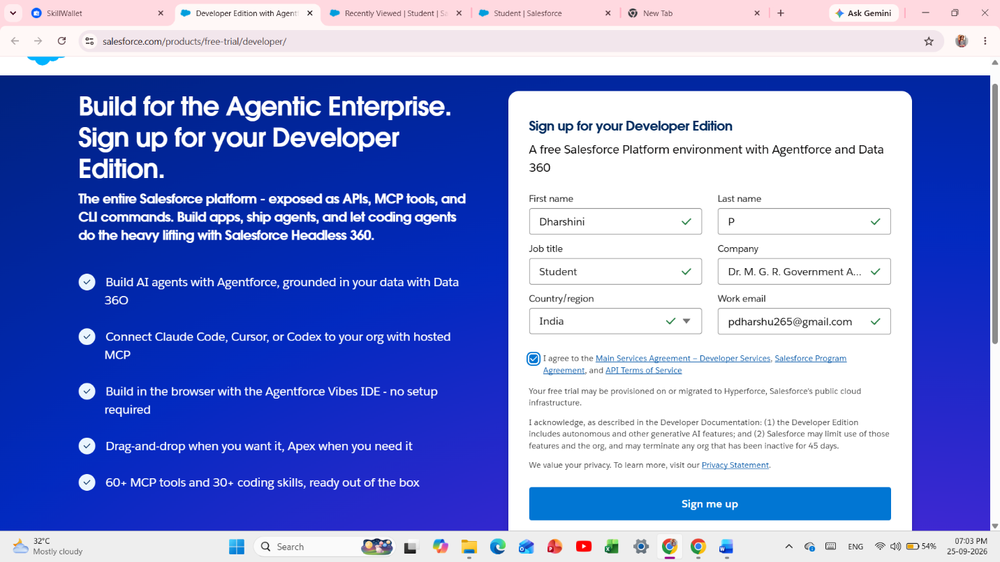 SkillWallet
Developer Edition with Agentf
Recently Viewed | Student | Sa
Student | Salesforce
New Tab
Ask Gemini
salesforce.com/products/free-trial/developer/
Build for the Agentic Enterprise.
Sign up for your Developer
Edition.
The entire Salesforce platform - exposed as APIs, MCP tools, and
CLI commands. Build apps, ship agents, and let coding agents
do the heavy lifting with Salesforce Headless 360.
Build AI agents with Agentforce, grounded in your data with Data
36O
Connect Claude Code, Cursor, or Codex to your org with hosted
MCP
Build in the browser with the Agentforce Vibes IDE - no setup
required
Drag-and-drop when you want it, Apex when you need it
60+ MCP tools and 30+ coding skills, ready out of the box
Sign up for your Developer Edition
A free Salesforce Platform environment with Agentforce and Data
360
First name
Last name
Dharshini
P
Job title
Company
Student
Dr. M. G. R. Government A...
Country/region
Work email
India
pdharshu265@gmail.com
I agree to the Main Services Agreement – Developer Services, Salesforce Program
Agreement, and API Terms of Service
Your free trial may be provisioned on or migrated to Hyperforce, Salesforce's public cloud
infrastructure.
I acknowledge, as described in the Developer Documentation: (1) the Developer Edition
includes autonomous and other generative AI features; and (2) Salesforce may limit use of those
features and the org, and may terminate any org that has been inactive for 45 days.
We value your privacy. To learn more, visit our Privacy Statement.
Sign me up
32°C
Mostly cloudy
Search
ENG
54%
07:03 PM
25-09-2026